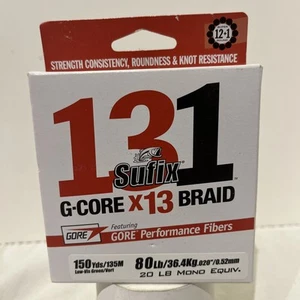 12+1
STRENGTH CONSISTENCY, ROUNDNESS & KNOT RESISTANCE
131
Sufix
G-CORE X13 BRAID
GORE
Featuring
GORE Performance Fibers
150Yds/135M
Low-Vis Green/Vert
80Lb/36.4Kg .020"/0.52mm
20 LB MONO EQUIV.